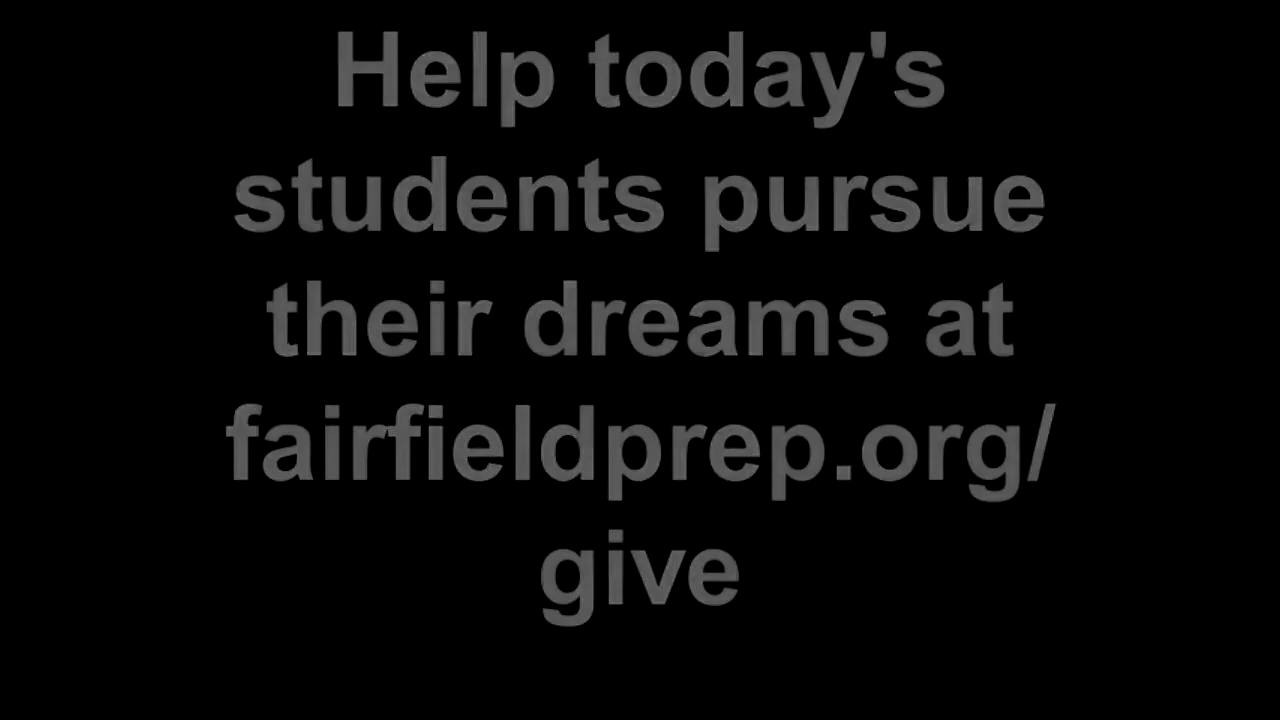 Help today's
students pursue
their dreams at
fairfieldprep.org/
give